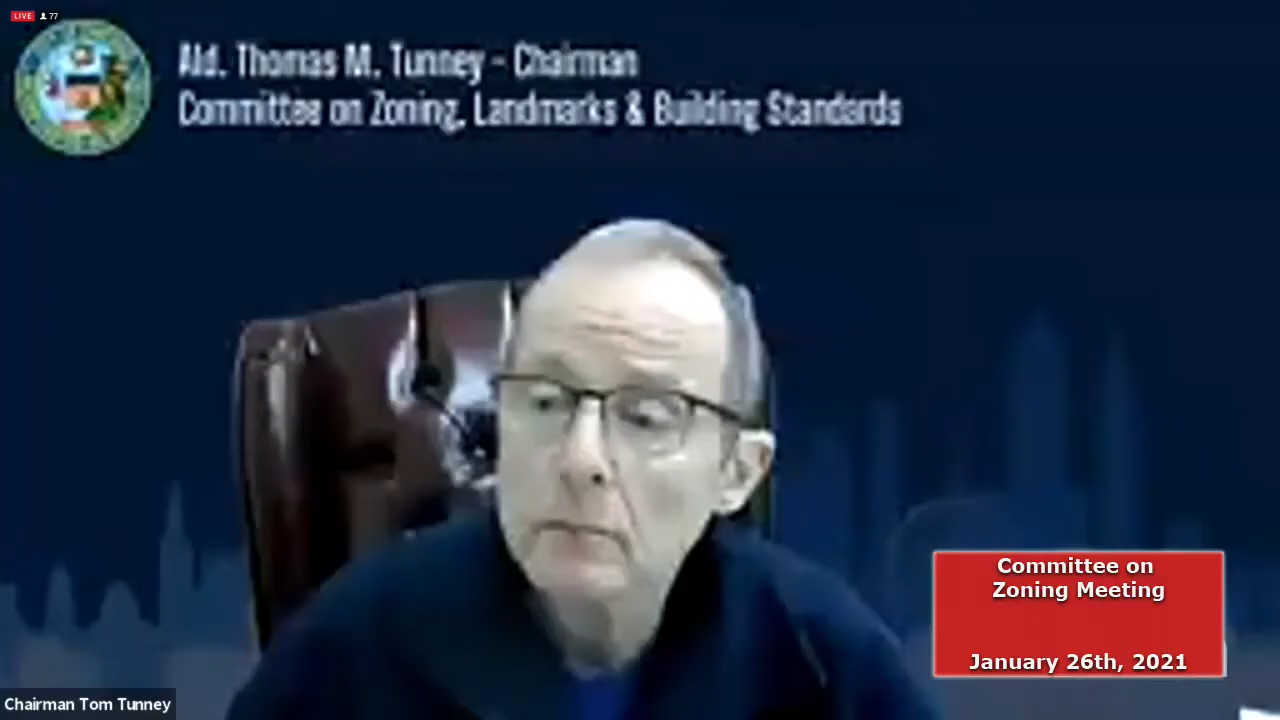 LIVE 77
Ald. Thomas M. Tunney - Chairman
Committee on Zoning, Landmarks & Building Standards
Committee on
Zoning Meeting
January 26th, 2021
Chairman Tom Tunney